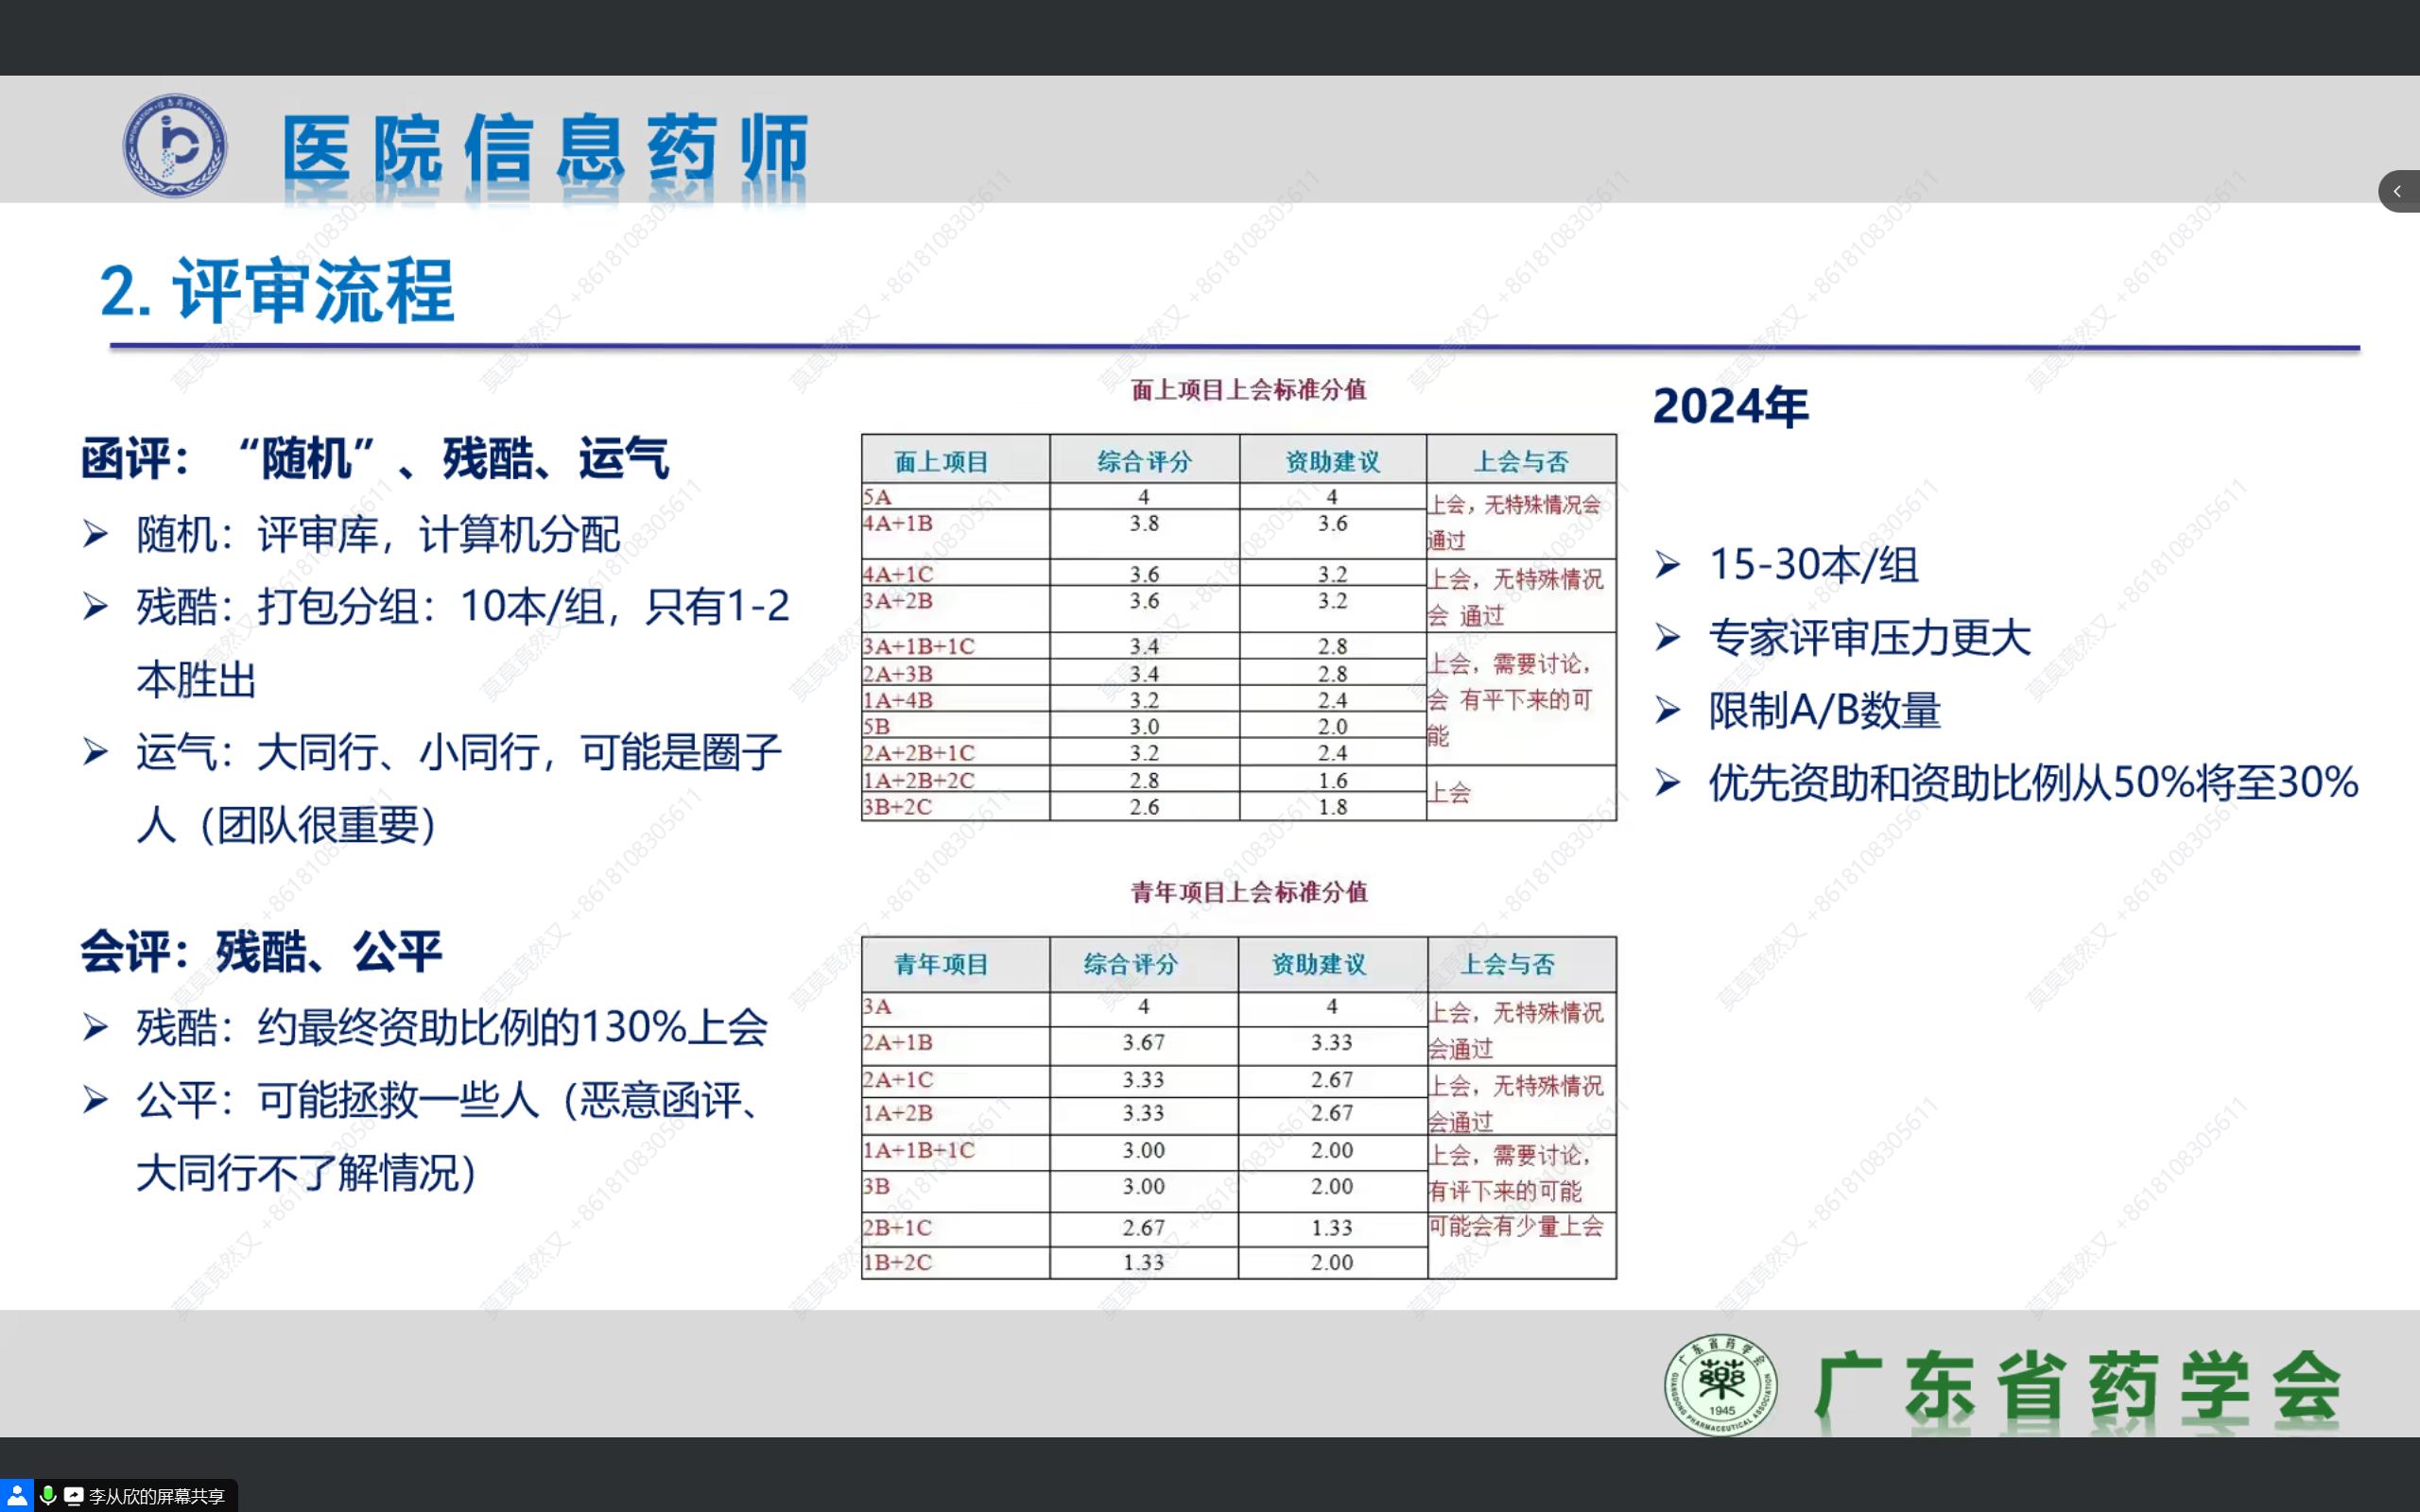 医院信息药师
2. 评审流程
函评：“随机”、残酷、运气
➢ 随机：评审库，计算机分配
➢ 残酷：打包分组：10本/组，只有1-2
本胜出
➢ 运气：大同行、小同行，可能是圈子
人（团队很重要）
会评：残酷、公平
➢ 残酷：约最终资助比例的130%上会
➢ 公平：可能拯救一些人（恶意函评、
大同行不了解情况）
面上项目上会标准分值
面上项目 综合评分 资助建议 上会与否
5A 4 4 上会，无特殊情况会
4A+1B 3.8 3.6 通过
4A+1C 3.6 3.2 上会，无特殊情况
3A+2B 3.6 3.2 会 通过
3A+1B+1C 3.4 2.8 上会，需要讨论，
2A+3B 3.4 2.8
1A+4B 3.2 2.4 会 有平下来的可
5B 3.0 2.0 能
2A+2B+1C 3.2 2.4
1A+2B+2C 2.8 1.6 上会
3B+2C 2.6 1.8
青年项目上会标准分值
青年项目 综合评分 资助建议 上会与否
3A 4 4 上会，无特殊情况
2A+1B 3.67 3.33 会通过
2A+1C 3.33 2.67 上会，无特殊情况
1A+2B 3.33 2.67 会通过
1A+1B+1C 3.00 2.00 上会，需要讨论，
3B 3.00 2.00 有评下来的可能
2B+1C 2.67 1.33 可能会有少量上会
1B+2C 1.33 2.00
2024年
➢ 15-30本/组
➢ 专家评审压力更大
➢ 限制A/B数量
➢ 优先资助和资助比例从50%将至30%
广东省药学会
GUANGDONG PHARMACEUTICAL ASSOCIATION
藥
1945
广东省药学会
李从欣的屏幕共享
莫莫竟然又 +8618108305611